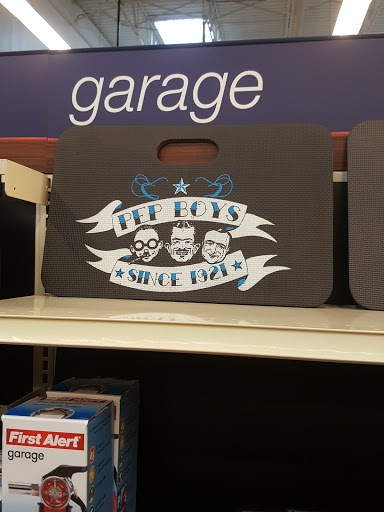 garage
PEP BOYS
SINCE 1921
First Alert
garage